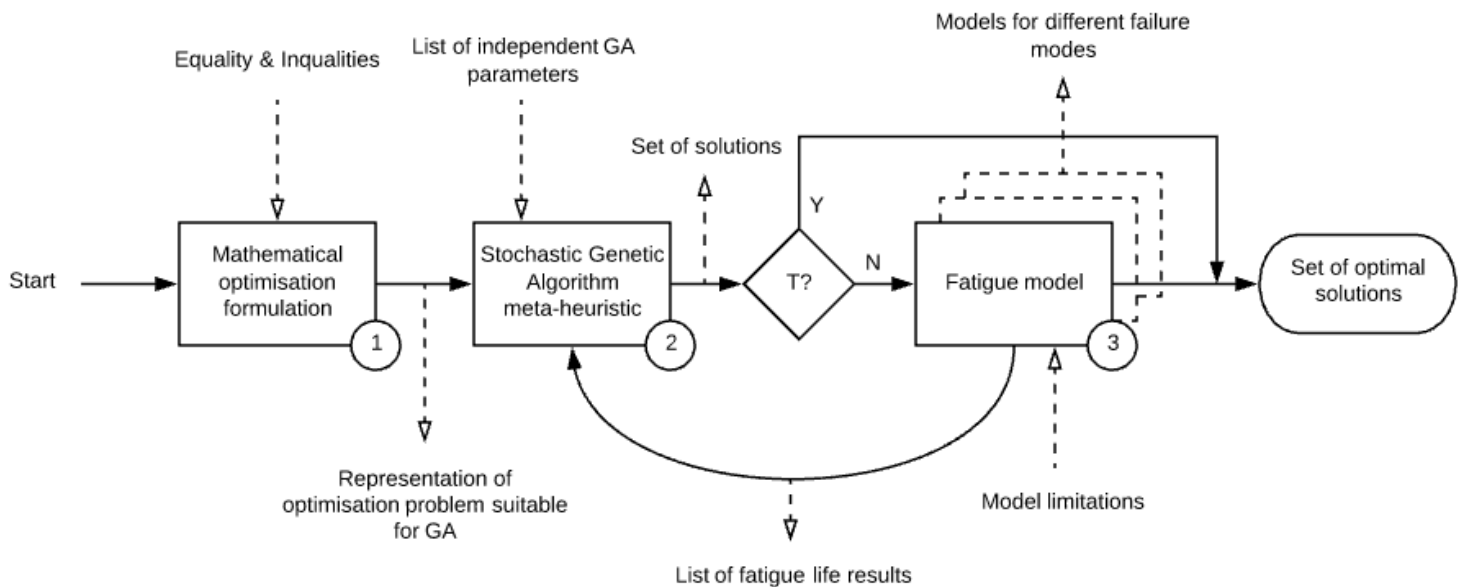 Models for different failure
modes
List of independent GA
parameters
Equality & Inqualities
Set of solutions
Y
Start
Mathematical
optimisation
formulation
1
Stochastic Genetic
Algorithm
meta-heuristic
2
T?
N
Fatigue model
3
Set of optimal
solutions
Representation of
optimisation problem suitable
for GA
Model limitations
List of fatigue life results